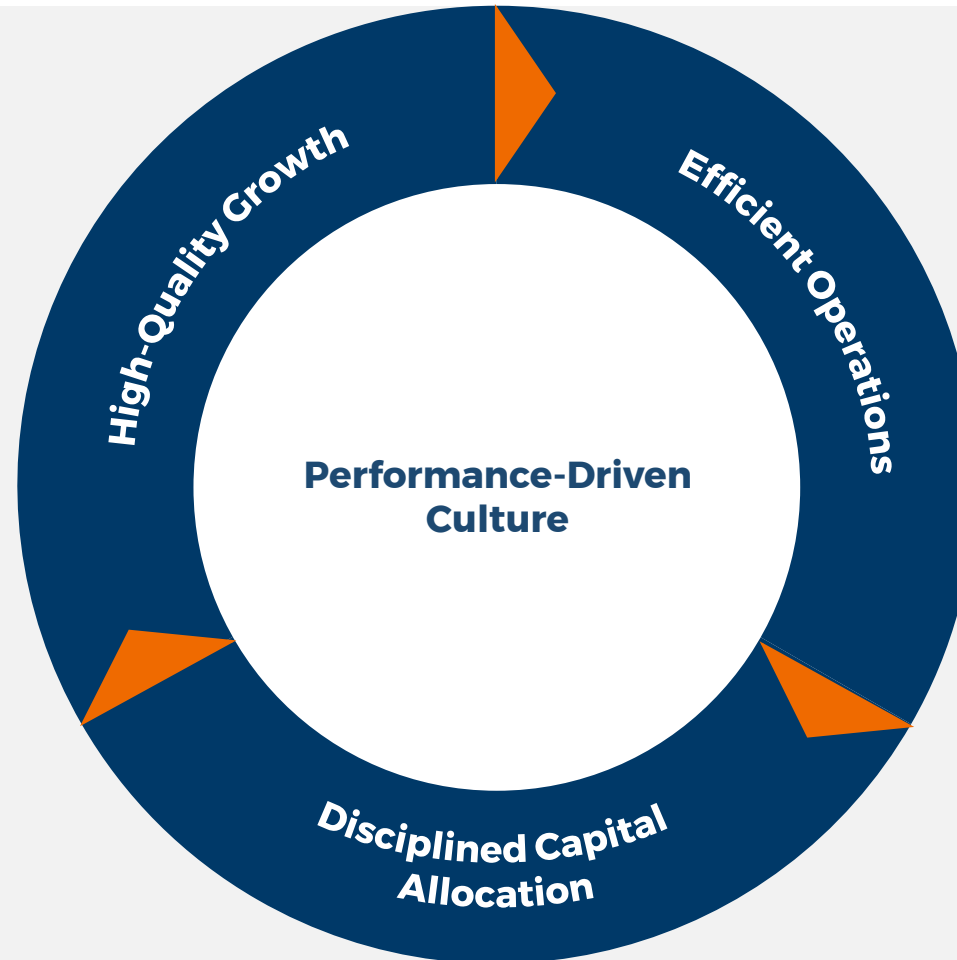 High-Quality Growth
Efficient Operations
Performance-Driven
Culture
Disciplined Capital
Allocation